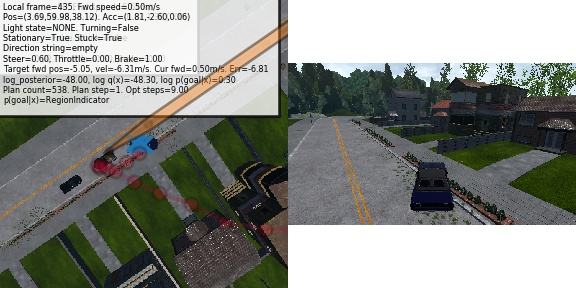 Local frame=435: Fwd speed=0.50m/s
Pos=(3.69,59.98,38.12). Acc=(1.81,-2.60,0.06)
Light state=NONE. Turning=False
Stationary=True. Stuck=True
Direction string=empty
Steer=0.60, Throttle=0.00, Brake=1.00
Target fwd pos=-5.05, vel=-6.31m/s. Cur fwd=0.50m/s. Err=-6.81
log_posterior=-48.00, log q(x)=-48.30, log p(goal|x)=0.30
Plan count=538. Plan step=1. Opt steps=9.00
p(goal|x)=RegionIndicator